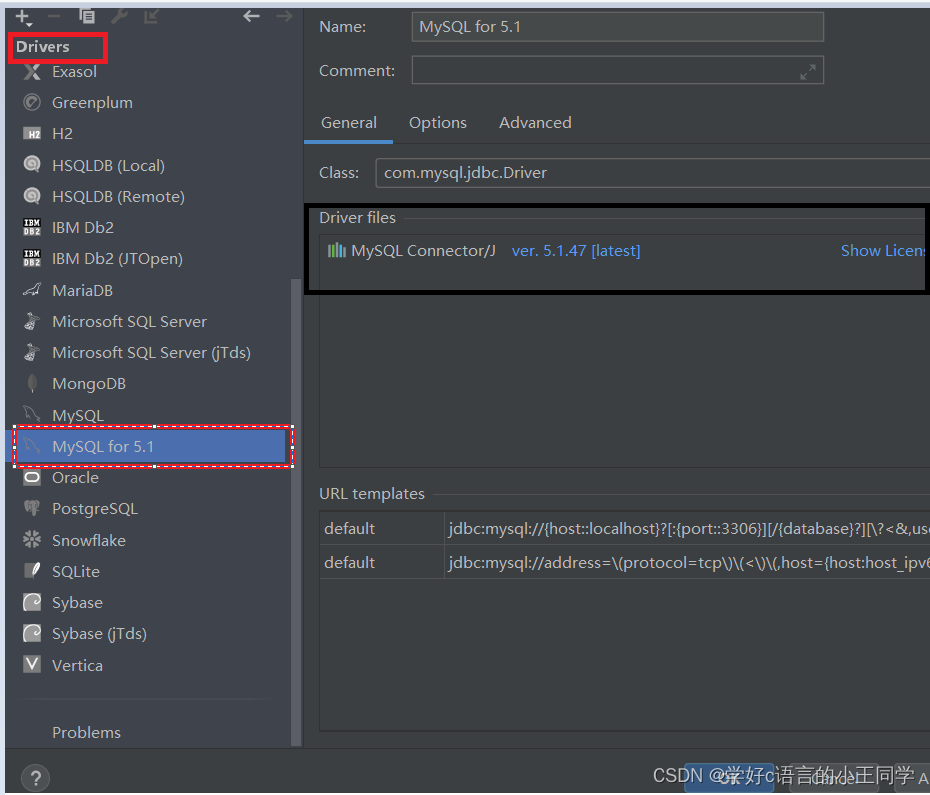 Drivers
Exasol
Greenplum
H2
HSQLDB (Local)
HSQLDB (Remote)
IBM Db2
IBM Db2 (JTOpen)
MariaDB
Microsoft SQL Server
Microsoft SQL Server (jTds)
MongoDB
MySQL
MySQL for 5.1
Oracle
PostgreSQL
Snowflake
SQLite
Sybase
Sybase (jTds)
Vertica
Problems
?
Name: MySQL for 5.1
Comment:
General Options Advanced
Class: com.mysql.jdbc.Driver
Driver files
MySQL Connector/J ver. 5.1.47 [latest] Show Licens
URL templates
default jdbc:mysql://{host::localhost}?[:{port::3306}][/{database}?][\?<&,use
default jdbc:mysql://address=\(protocol=tcp\)\(<\)\(,host={host:host_ipv6
OK Cancel A
CSDN @学好c语言的小王同学